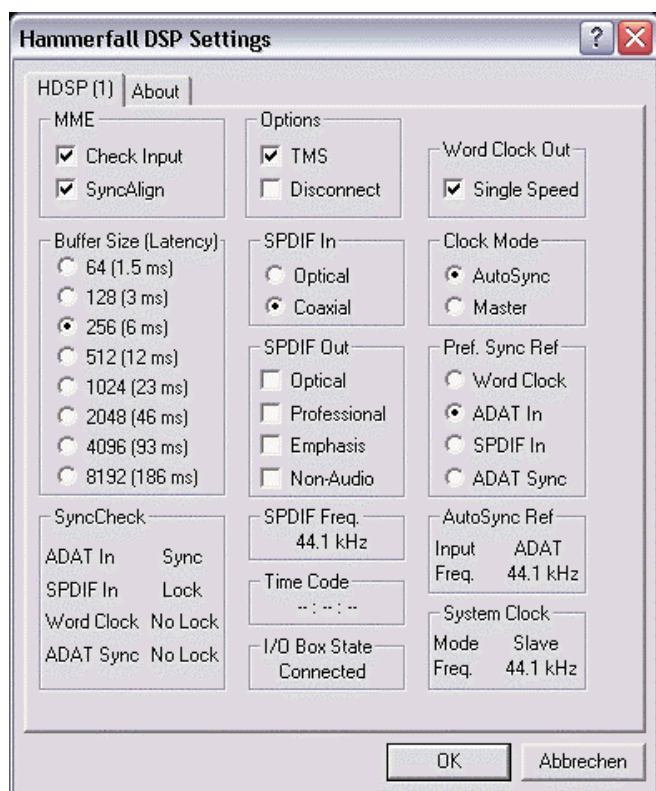 Hammerfall DSP Settings
HDSP (1)
About
MME
Check Input
SyncAlign
Options
TMS
Disconnect
Word Clock Out
Single Speed
Buffer Size (Latency)
64 (1.5 ms)
128 (3 ms)
256 (6 ms)
512 (12 ms)
1024 (23 ms)
2048 (46 ms)
4096 (93 ms)
8192 (186 ms)
SPDIF In
Optical
Coaxial
Clock Mode
AutoSync
Master
SPDIF Out
Optical
Professional
Emphasis
Non-Audio
Pref. Sync Ref
Word Clock
ADAT In
SPDIF In
ADAT Sync
SyncCheck
ADAT In Sync
SPDIF In Lock
Word Clock No Lock
ADAT Sync No Lock
SPDIF Freq.
44.1 kHz
Time Code
-- : -- : --
I/O Box State
Connected
AutoSync Ref
Input ADAT
Freq. 44.1 kHz
System Clock
Mode Slave
Freq. 44.1 kHz
OK
Abbrechen